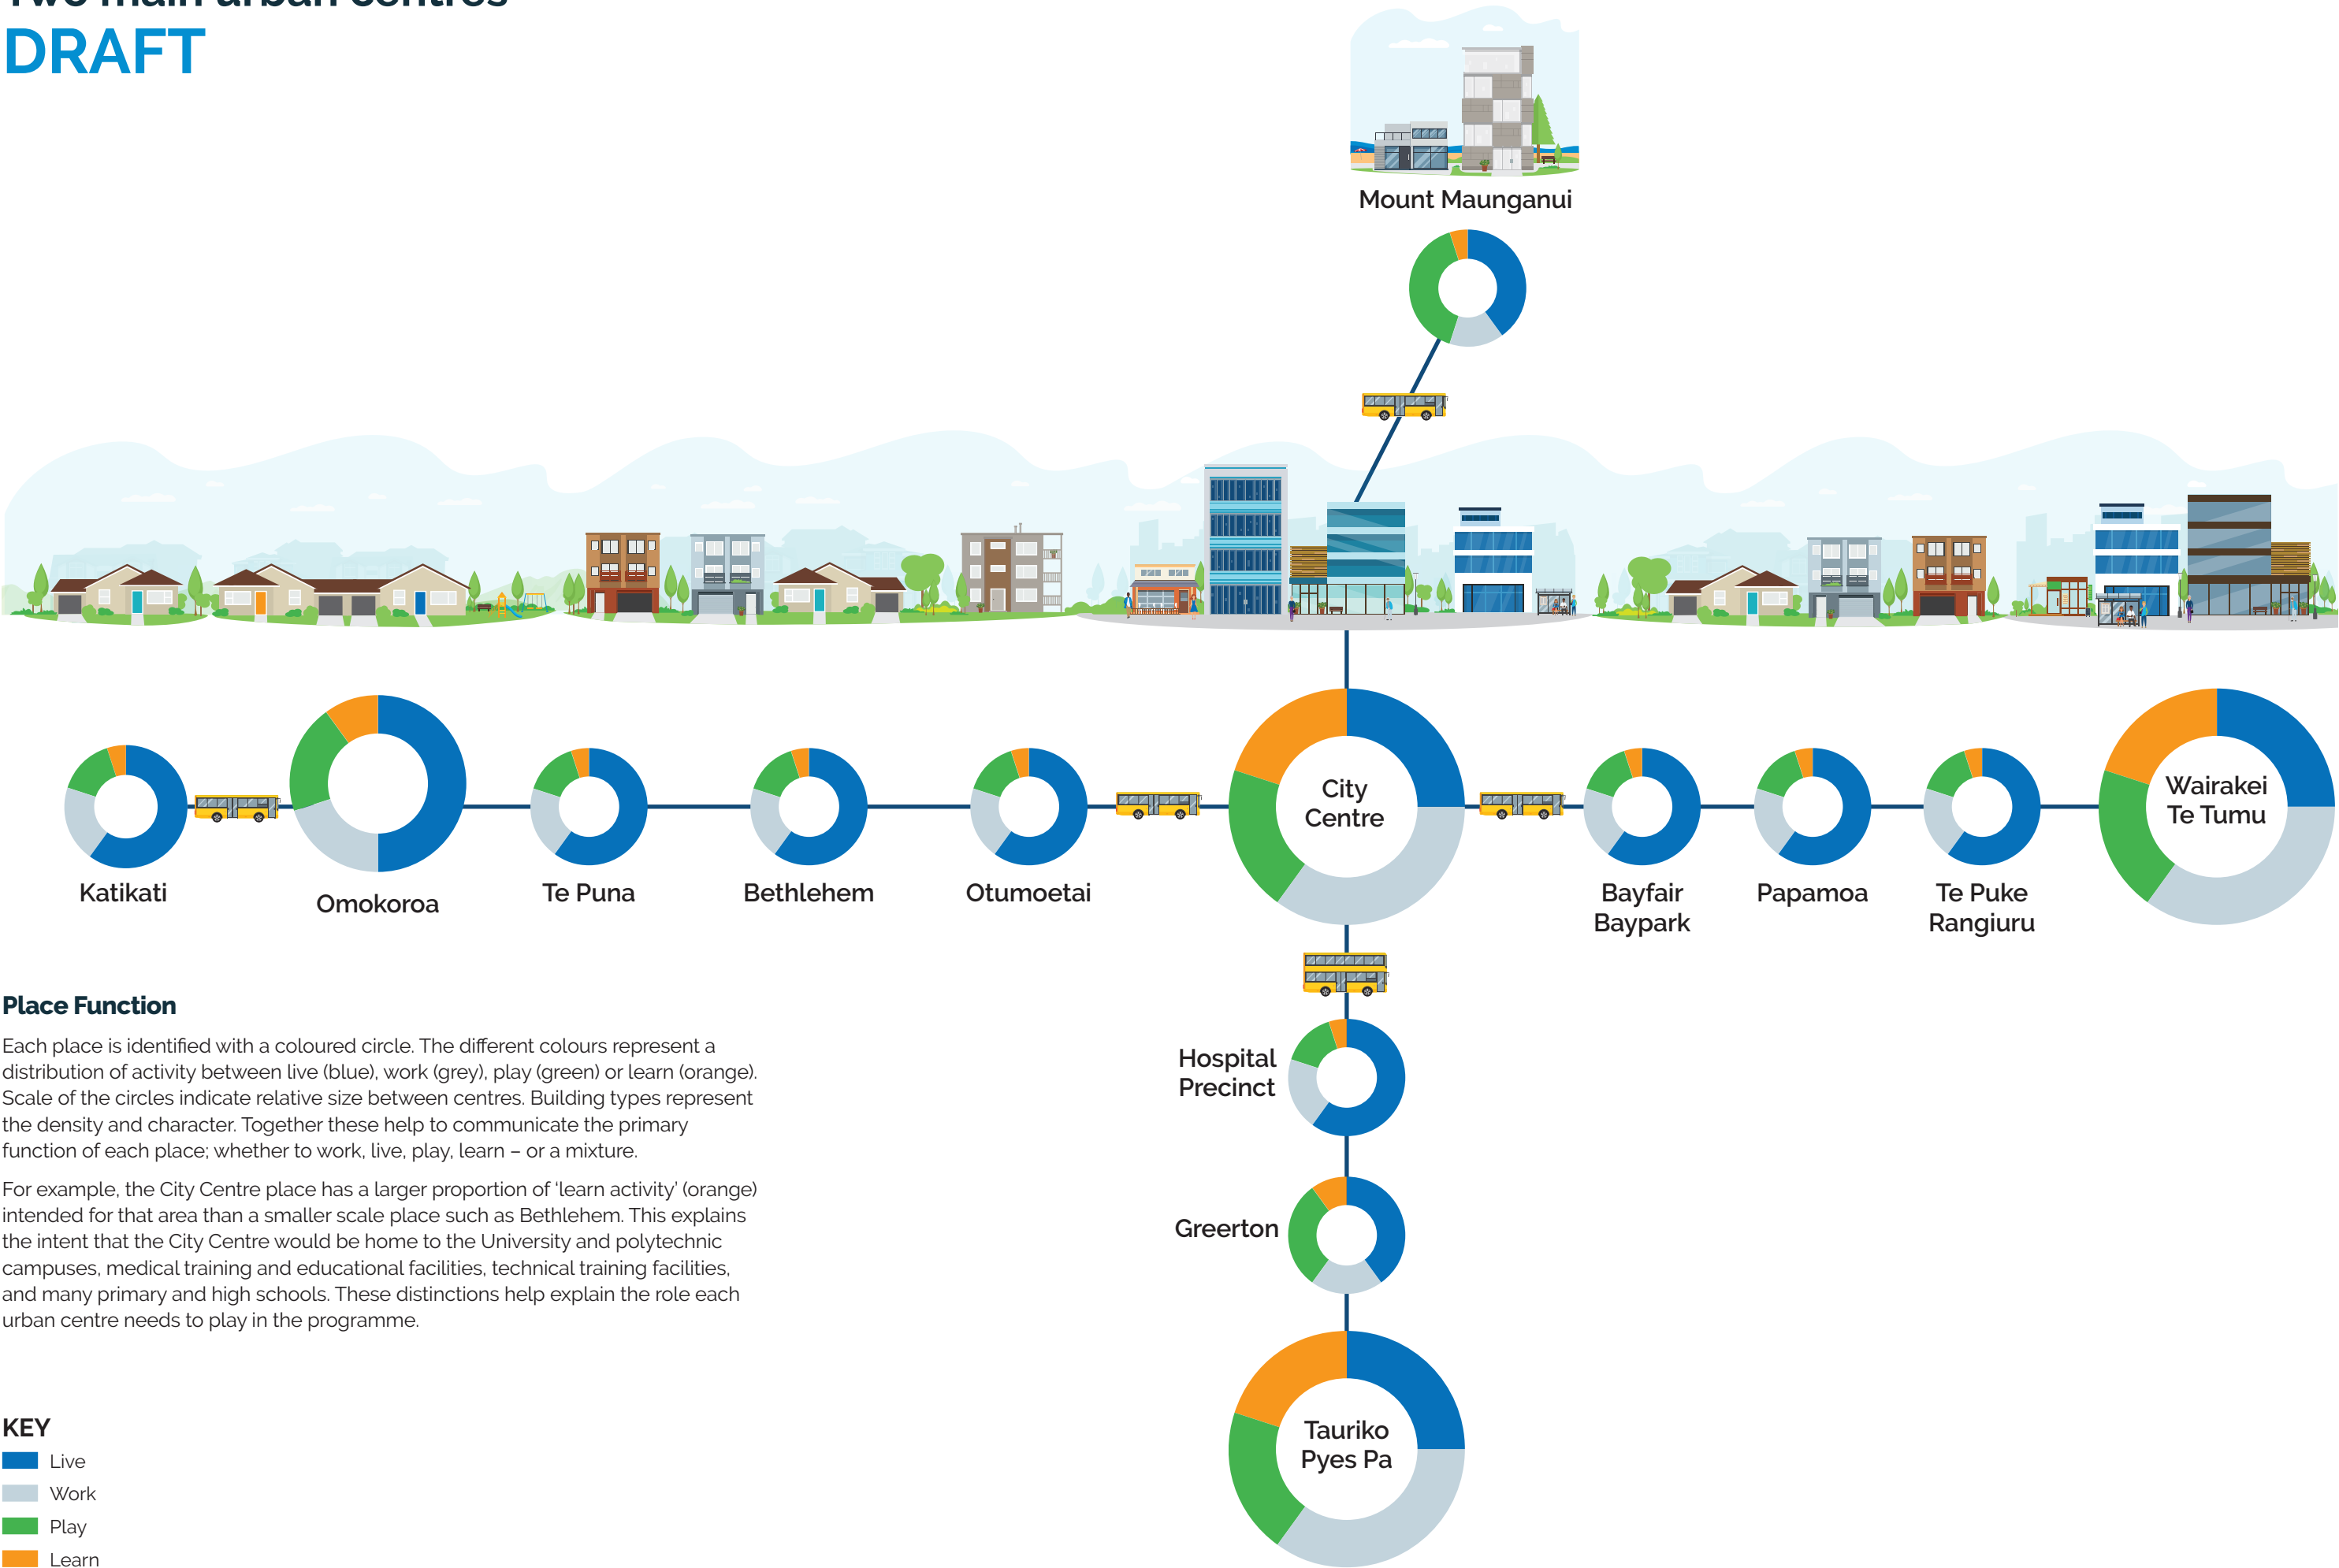 Two main urban centres
DRAFT
Mount Maunganui
Katikati
Omokoroa
Te Puna
Bethlehem
Otumoetai
City
Centre
Bayfair
Baypark
Papamoa
Te Puke
Rangiuru
Wairakei
Te Tumu
Hospital
Precinct
Greerton
Tauriko
Pyes Pa
Place Function
Each place is identified with a coloured circle. The different colours represent a
distribution of activity between live (blue), work (grey), play (green) or learn (orange).
Scale of the circles indicate relative size between centres. Building types represent
the density and character. Together these help to communicate the primary
function of each place; whether to work, live, play, learn – or a mixture.
For example, the City Centre place has a larger proportion of ‘learn activity’ (orange)
intended for that area than a smaller scale place such as Bethlehem. This explains
the intent that the City Centre would be home to the University and polytechnic
campuses, medical training and educational facilities, technical training facilities,
and many primary and high schools. These distinctions help explain the role each
urban centre needs to play in the programme.
KEY
Live
Work
Play
Learn